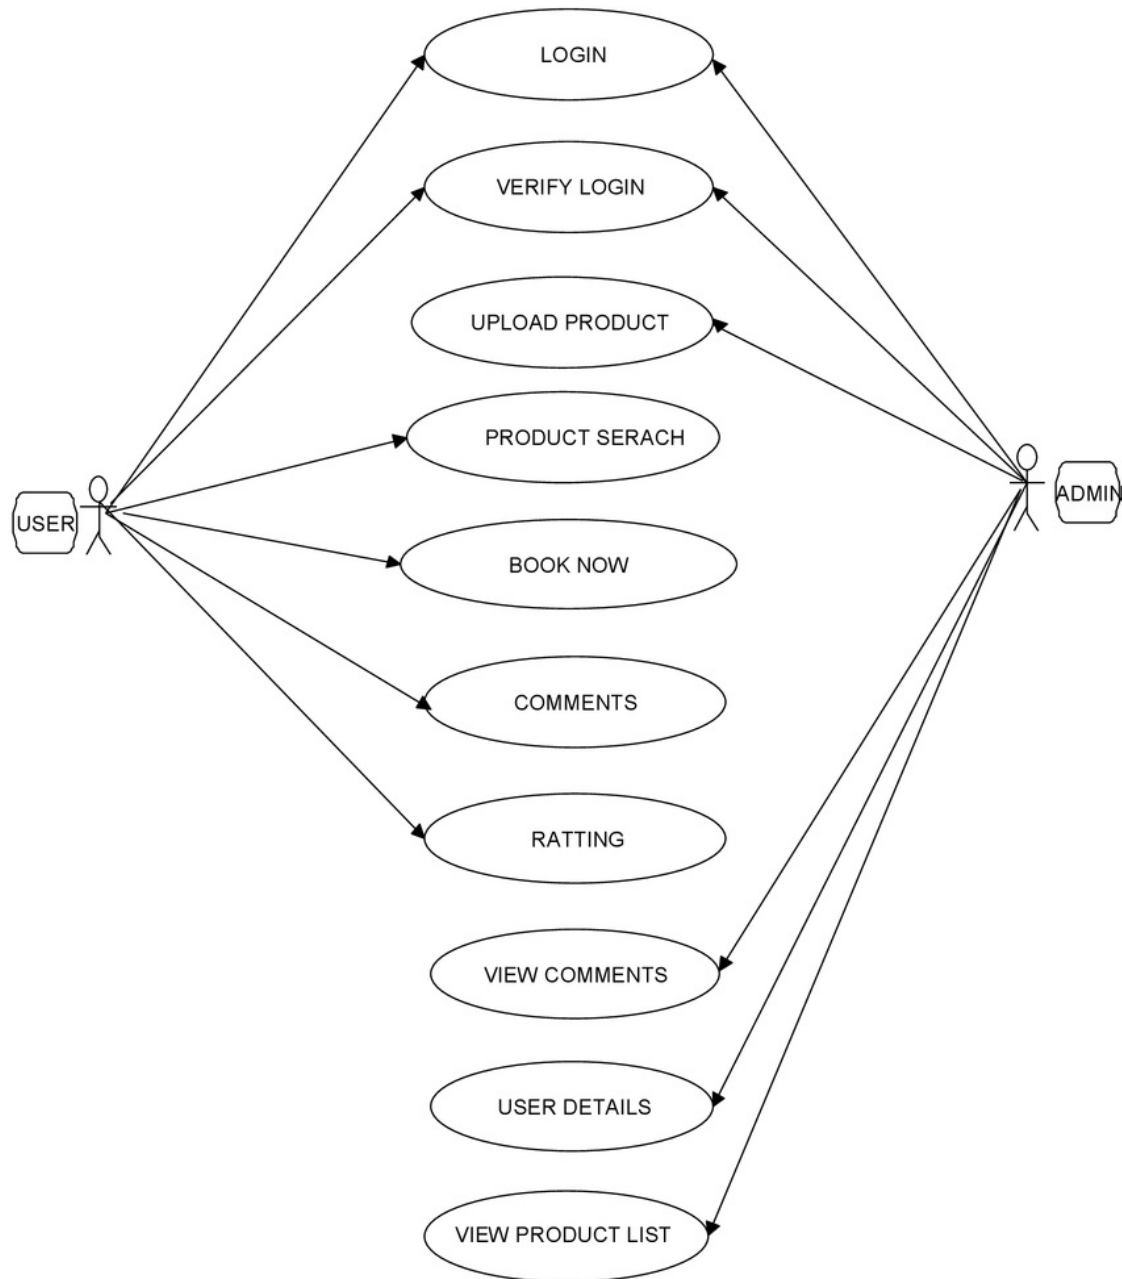 LOGIN
VERIFY LOGIN
UPLOAD PRODUCT
PRODUCT SERACH
USER
ADMIN
BOOK NOW
COMMENTS
RATTING
VIEW COMMENTS
USER DETAILS
VIEW PRODUCT LIST